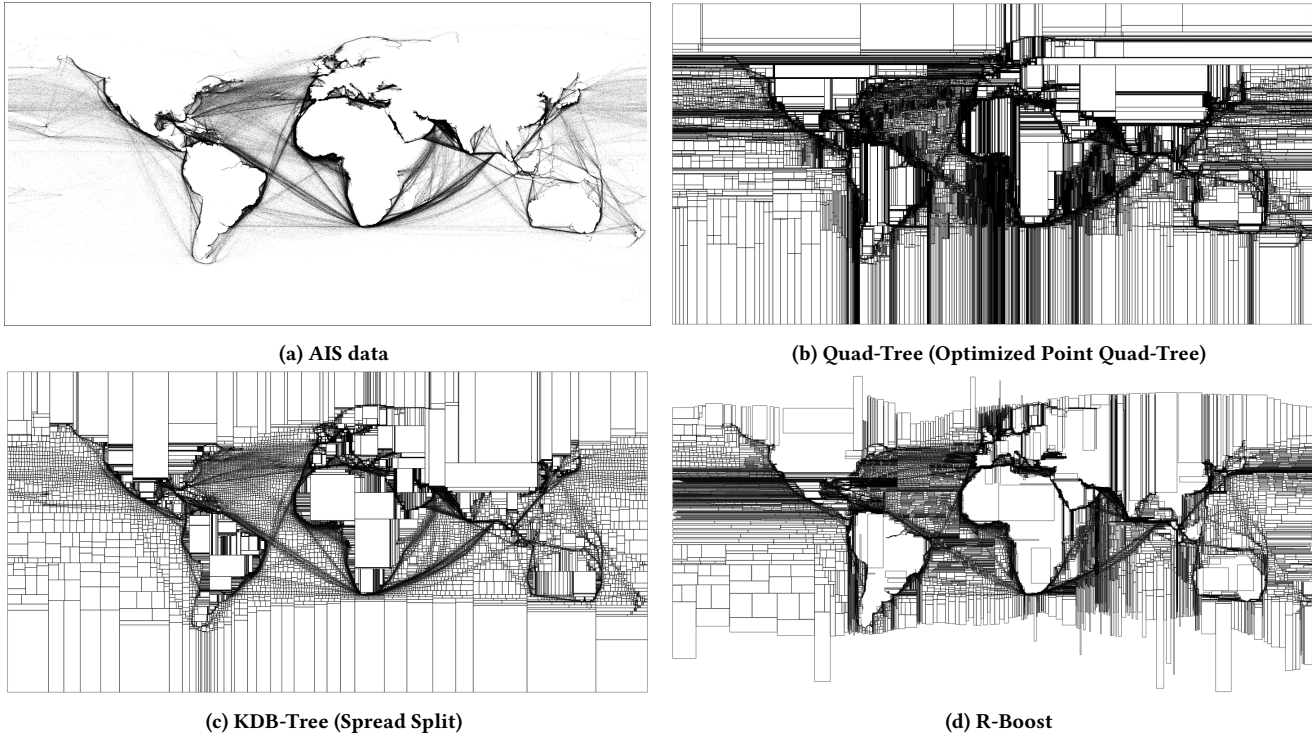 (a) AIS data
(b) Quad-Tree (Optimized Point Quad-Tree)
(c) KDB-Tree (Spread Split)
(d) R-Boost